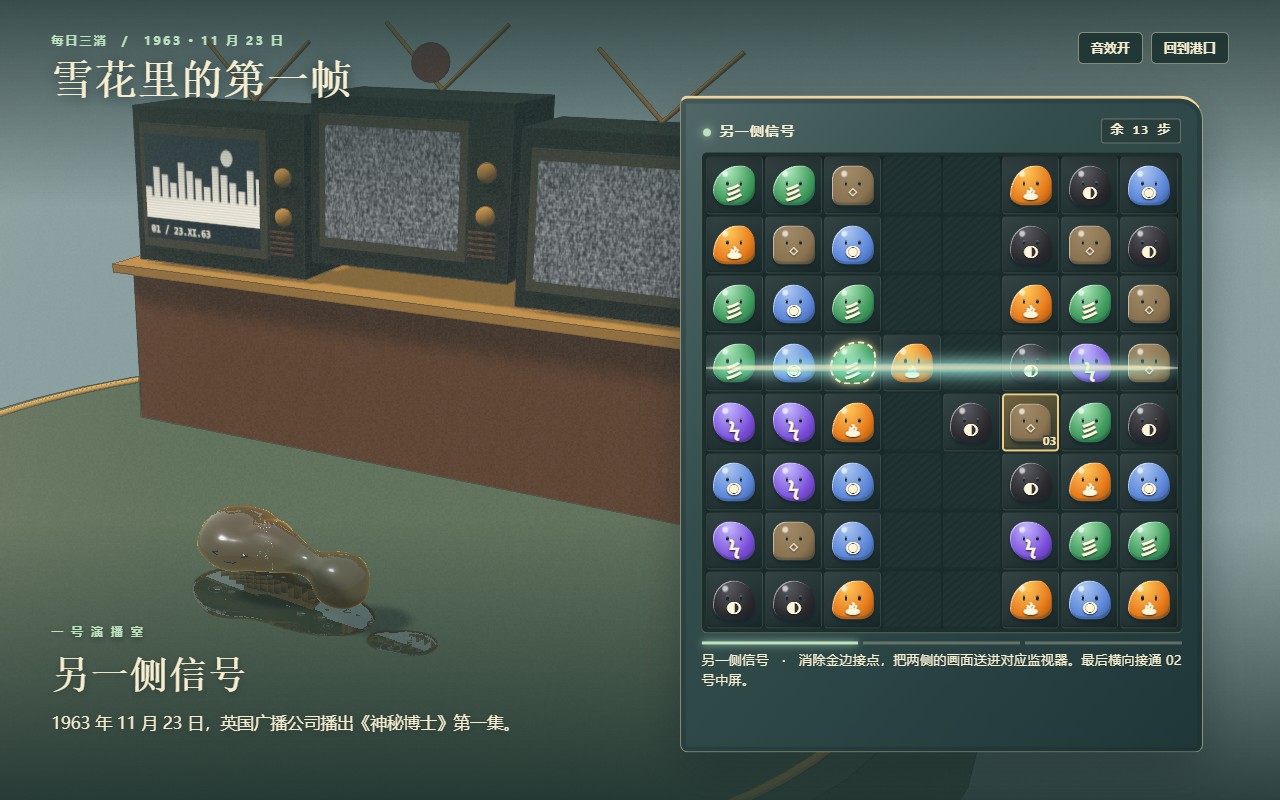 每日三消 / 1963・11 月 23 日
雪花里的第一帧
音效开
回到港口
01 / 23.XI.63
另一侧信号
余 13 步
03
另一侧信号 · 消除金边接点，把两侧的画面送进对应监视器。最后横向接通 02
号中屏。
一号演播室
另一侧信号
1963 年 11 月 23 日，英国广播公司播出《神秘博士》第一集。